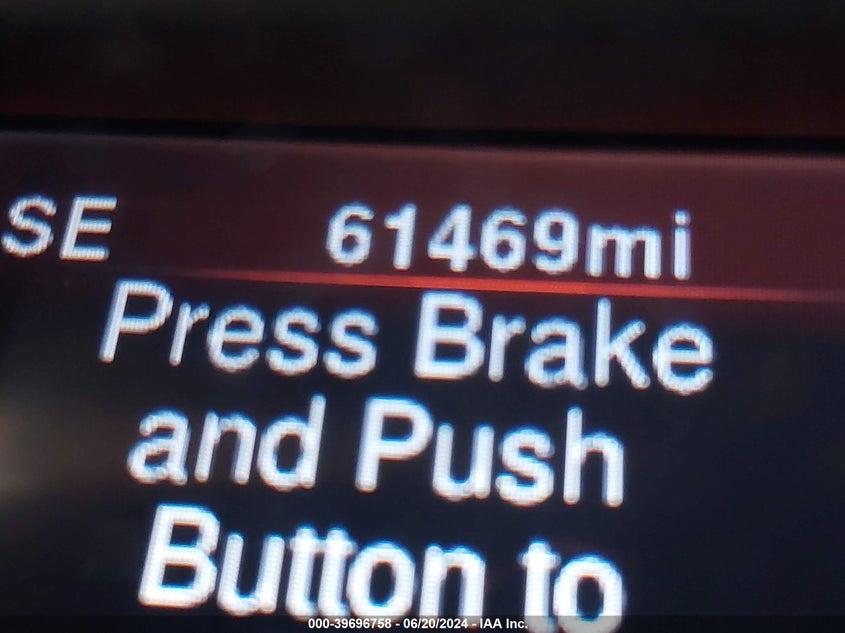 SE 61469mi
Press Brake
and Push
Button to
000-39696758 - 06/20/2024 - IAA Inc.